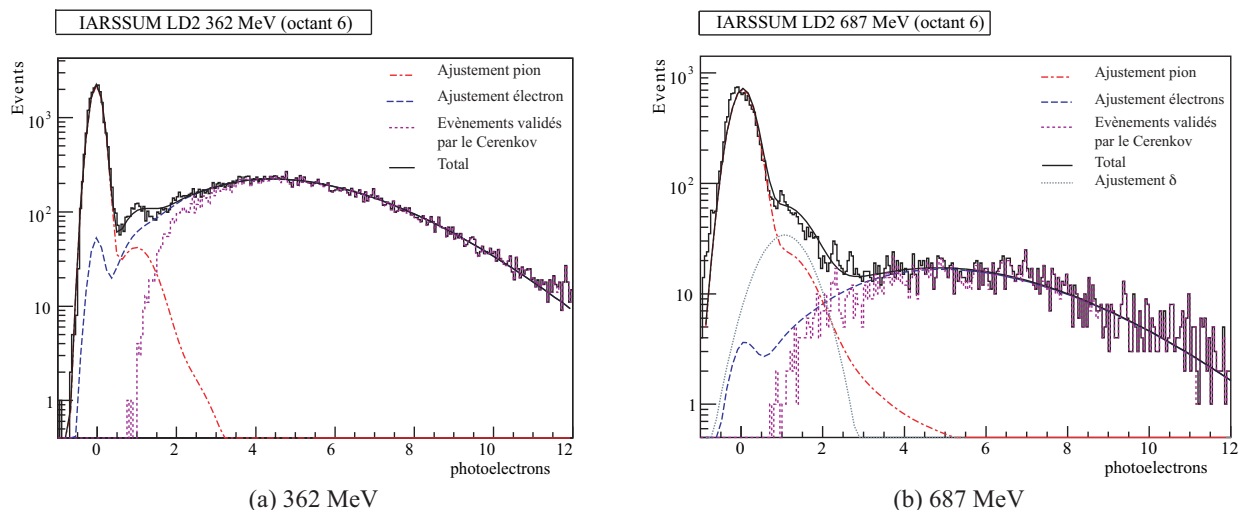 IARSSUM LD2 362 MeV (octant 6)
Events
10³
10²
10
1
Ajustement pion
Ajustement électron
Evènements validés
par le Cerenkov
Total
0 2 4 6 8 10 12
photoelectrons
(a) 362 MeV
IARSSUM LD2 687 MeV (octant 6)
Events
10³
10²
10
1
Ajustement pion
Ajustement électrons
Evènements validés
par le Cerenkov
Total
Ajustement δ
0 2 4 6 8 10 12
photoelectrons
(b) 687 MeV